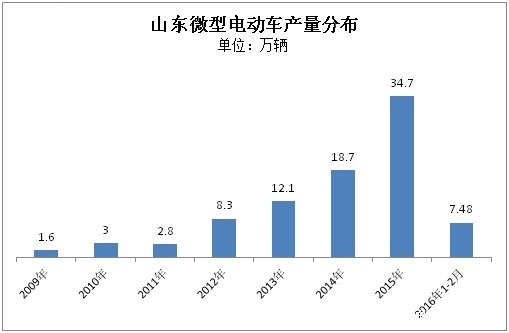 山东微型电动车产量分布
单位：万辆
34.7
18.7
12.1
8.3
7.48
1.6
3
2.8
2009年
2010年
2011年
2012年
2013年
2014年
2015年
2016年1-2月